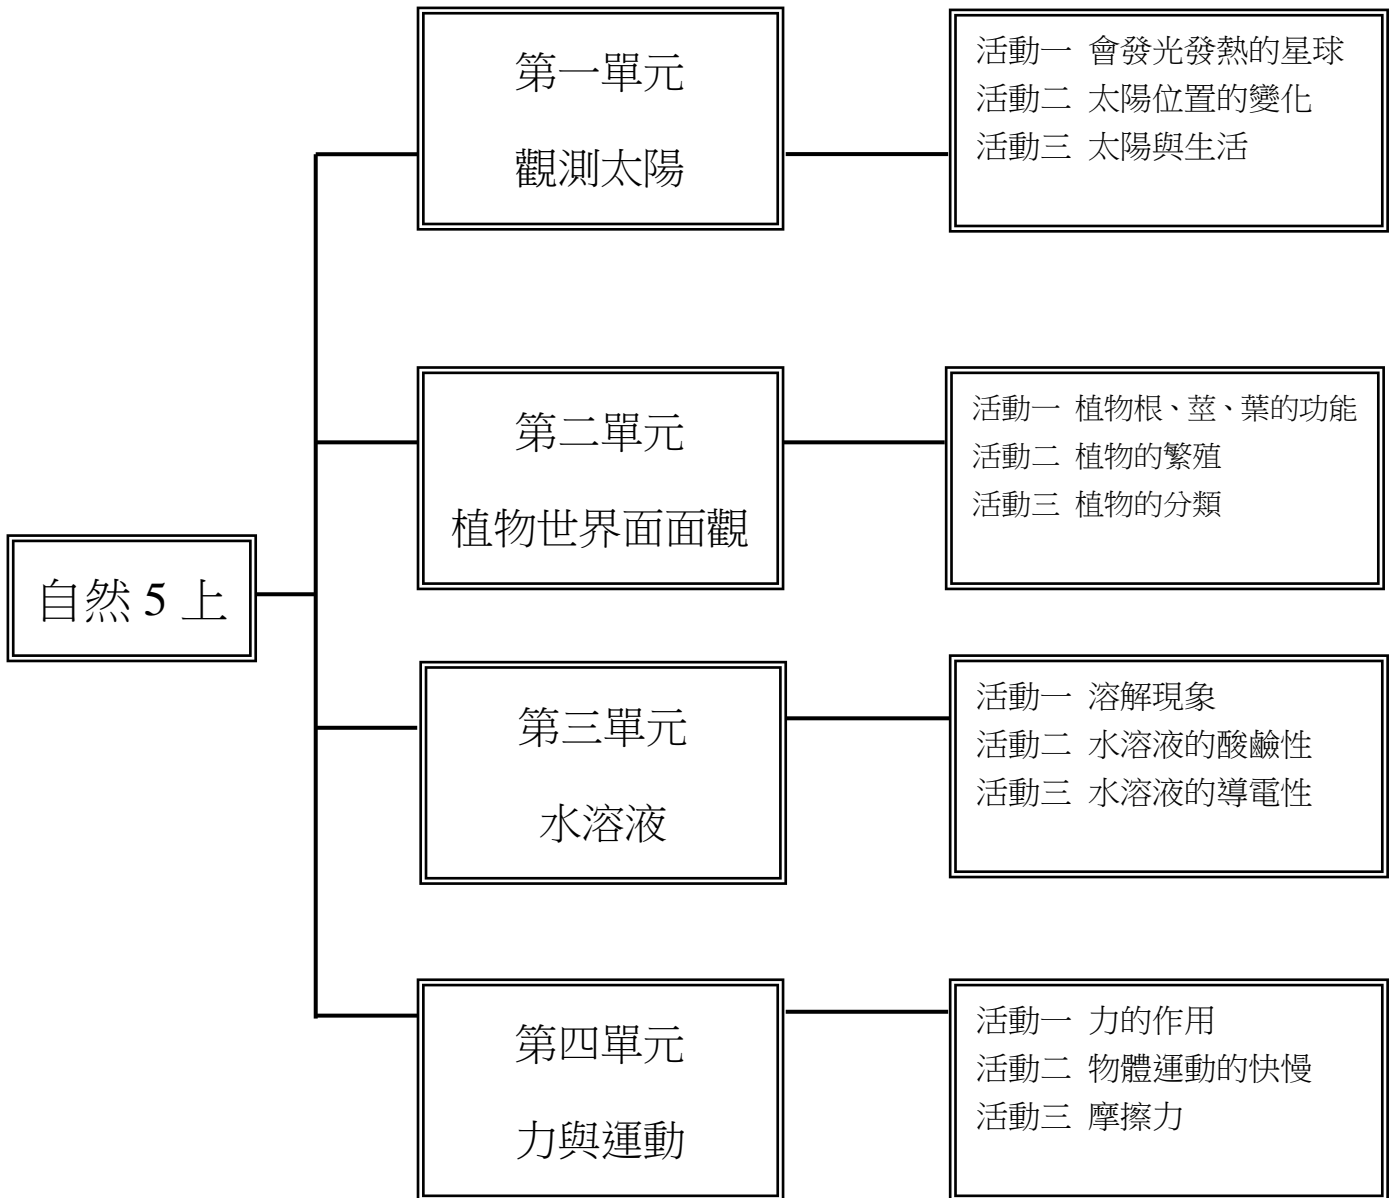 自然 5 上
第一單元
觀測太陽
活動一 會發光發熱的星球
活動二 太陽位置的變化
活動三 太陽與生活
第二單元
植物世界面面觀
活動一 植物根、莖、葉的功能
活動二 植物的繁殖
活動三 植物的分類
第三單元
水溶液
活動一 溶解現象
活動二 水溶液的酸鹼性
活動三 水溶液的導電性
第四單元
力與運動
活動一 力的作用
活動二 物體運動的快慢
活動三 摩擦力